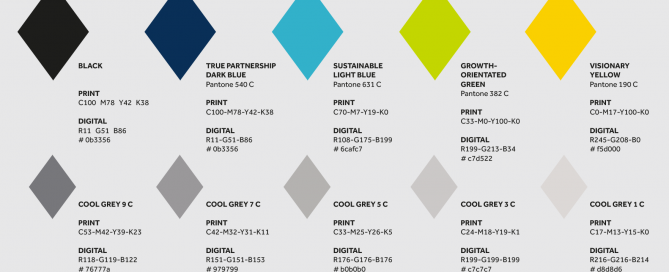 BLACK
PRINT
C100 M78 Y42 K38
DIGITAL
R11 G51 B86
# 0b3356
TRUE PARTNERSHIP
DARK BLUE
Pantone 540 C
PRINT
C100-M78-Y42-K38
DIGITAL
R11-G51-B86
# 0b3356
SUSTAINABLE
LIGHT BLUE
Pantone 631 C
PRINT
C70-M7-Y19-K0
DIGITAL
R108-G175-B199
# 6cafc7
GROWTH-
ORIENTATED
GREEN
Pantone 382 C
PRINT
C33-M0-Y100-K0
DIGITAL
R199-G213-B34
# c7d522
VISIONARY
YELLOW
Pantone 190 C
PRINT
C0-M17-Y100-K0
DIGITAL
R245-G208-B0
# f5d000
COOL GREY 9 C
PRINT
C53-M42-Y39-K23
DIGITAL
R118-G119-B122
# 76777a
COOL GREY 7 C
PRINT
C42-M32-Y31-K11
DIGITAL
R151-G151-B153
# 979799
COOL GREY 5 C
PRINT
C33-M25-Y26-K5
DIGITAL
R176-G176-B176
# b0b0b0
COOL GREY 3 C
PRINT
C24-M18-Y19-K1
DIGITAL
R199-G199-B199
# c7c7c7
COOL GREY 1 C
PRINT
C17-M13-Y15-K0
DIGITAL
R216-G216-B214
# d8d8d6